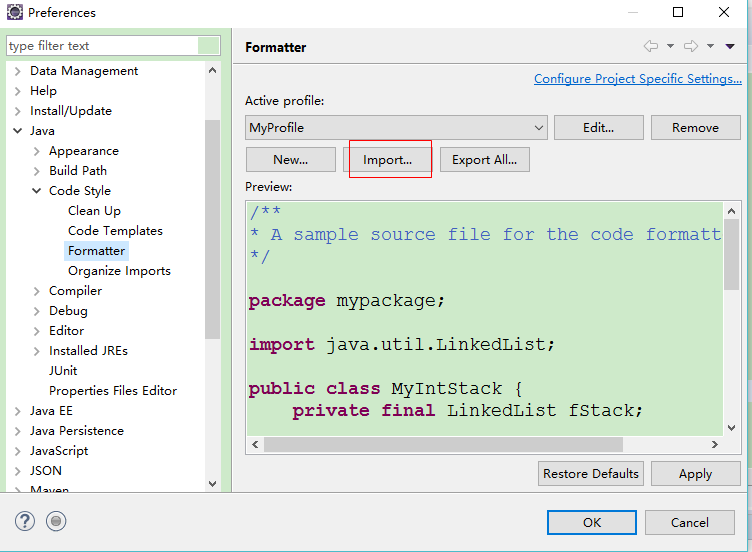 Preferences
type filter text
Data Management
Help
Install/Update
Java
Appearance
Build Path
Code Style
Clean Up
Code Templates
Formatter
Organize Imports
Compiler
Debug
Editor
Installed JREs
JUnit
Properties Files Editor
Java EE
Java Persistence
JavaScript
JSON
Maven
Formatter
Configure Project Specific Settings...
Active profile:
MyProfile
Edit...
Remove
New...
Import...
Export All...
Preview:
/**
* A sample source file for the code formatt
*/
package mypackage;
import java.util.LinkedList;
public class MyIntStack {
private final LinkedList fStack;
Restore Defaults
Apply
?
OK
Cancel